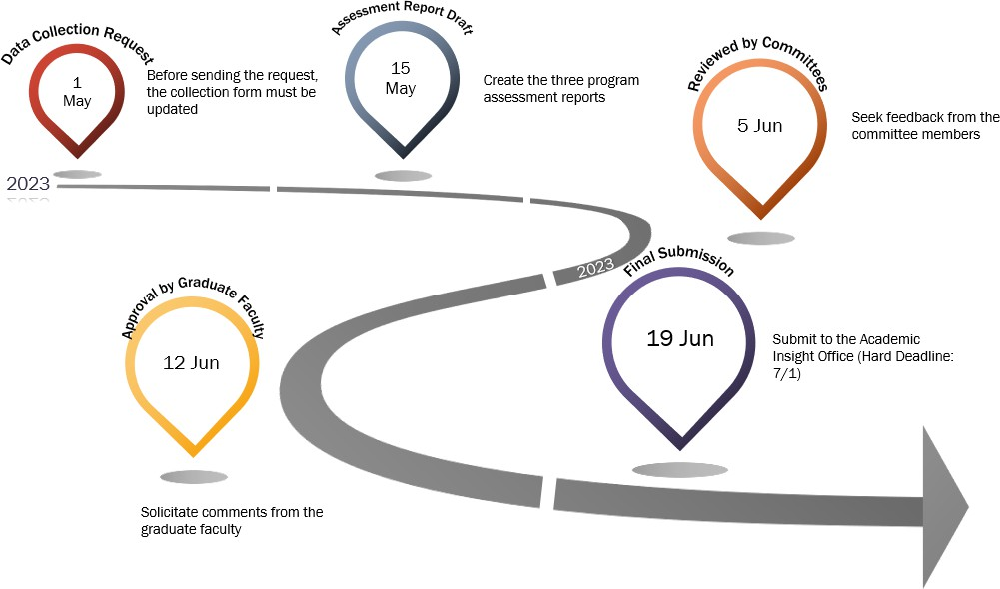 Data Collection Request
1
May
Before sending the request,
the collection form must be
updated
Assessment Report Draft
15
May
Create the three program
assessment reports
Reviewed by Committees
5 Jun
Seek feedback from the
committee members
2023
2023
Approval by Graduate Faculty
12 Jun
Solicitate comments from the
graduate faculty
Final Submission
19 Jun
Submit to the Academic
Insight Office (Hard Deadline:
7/1)